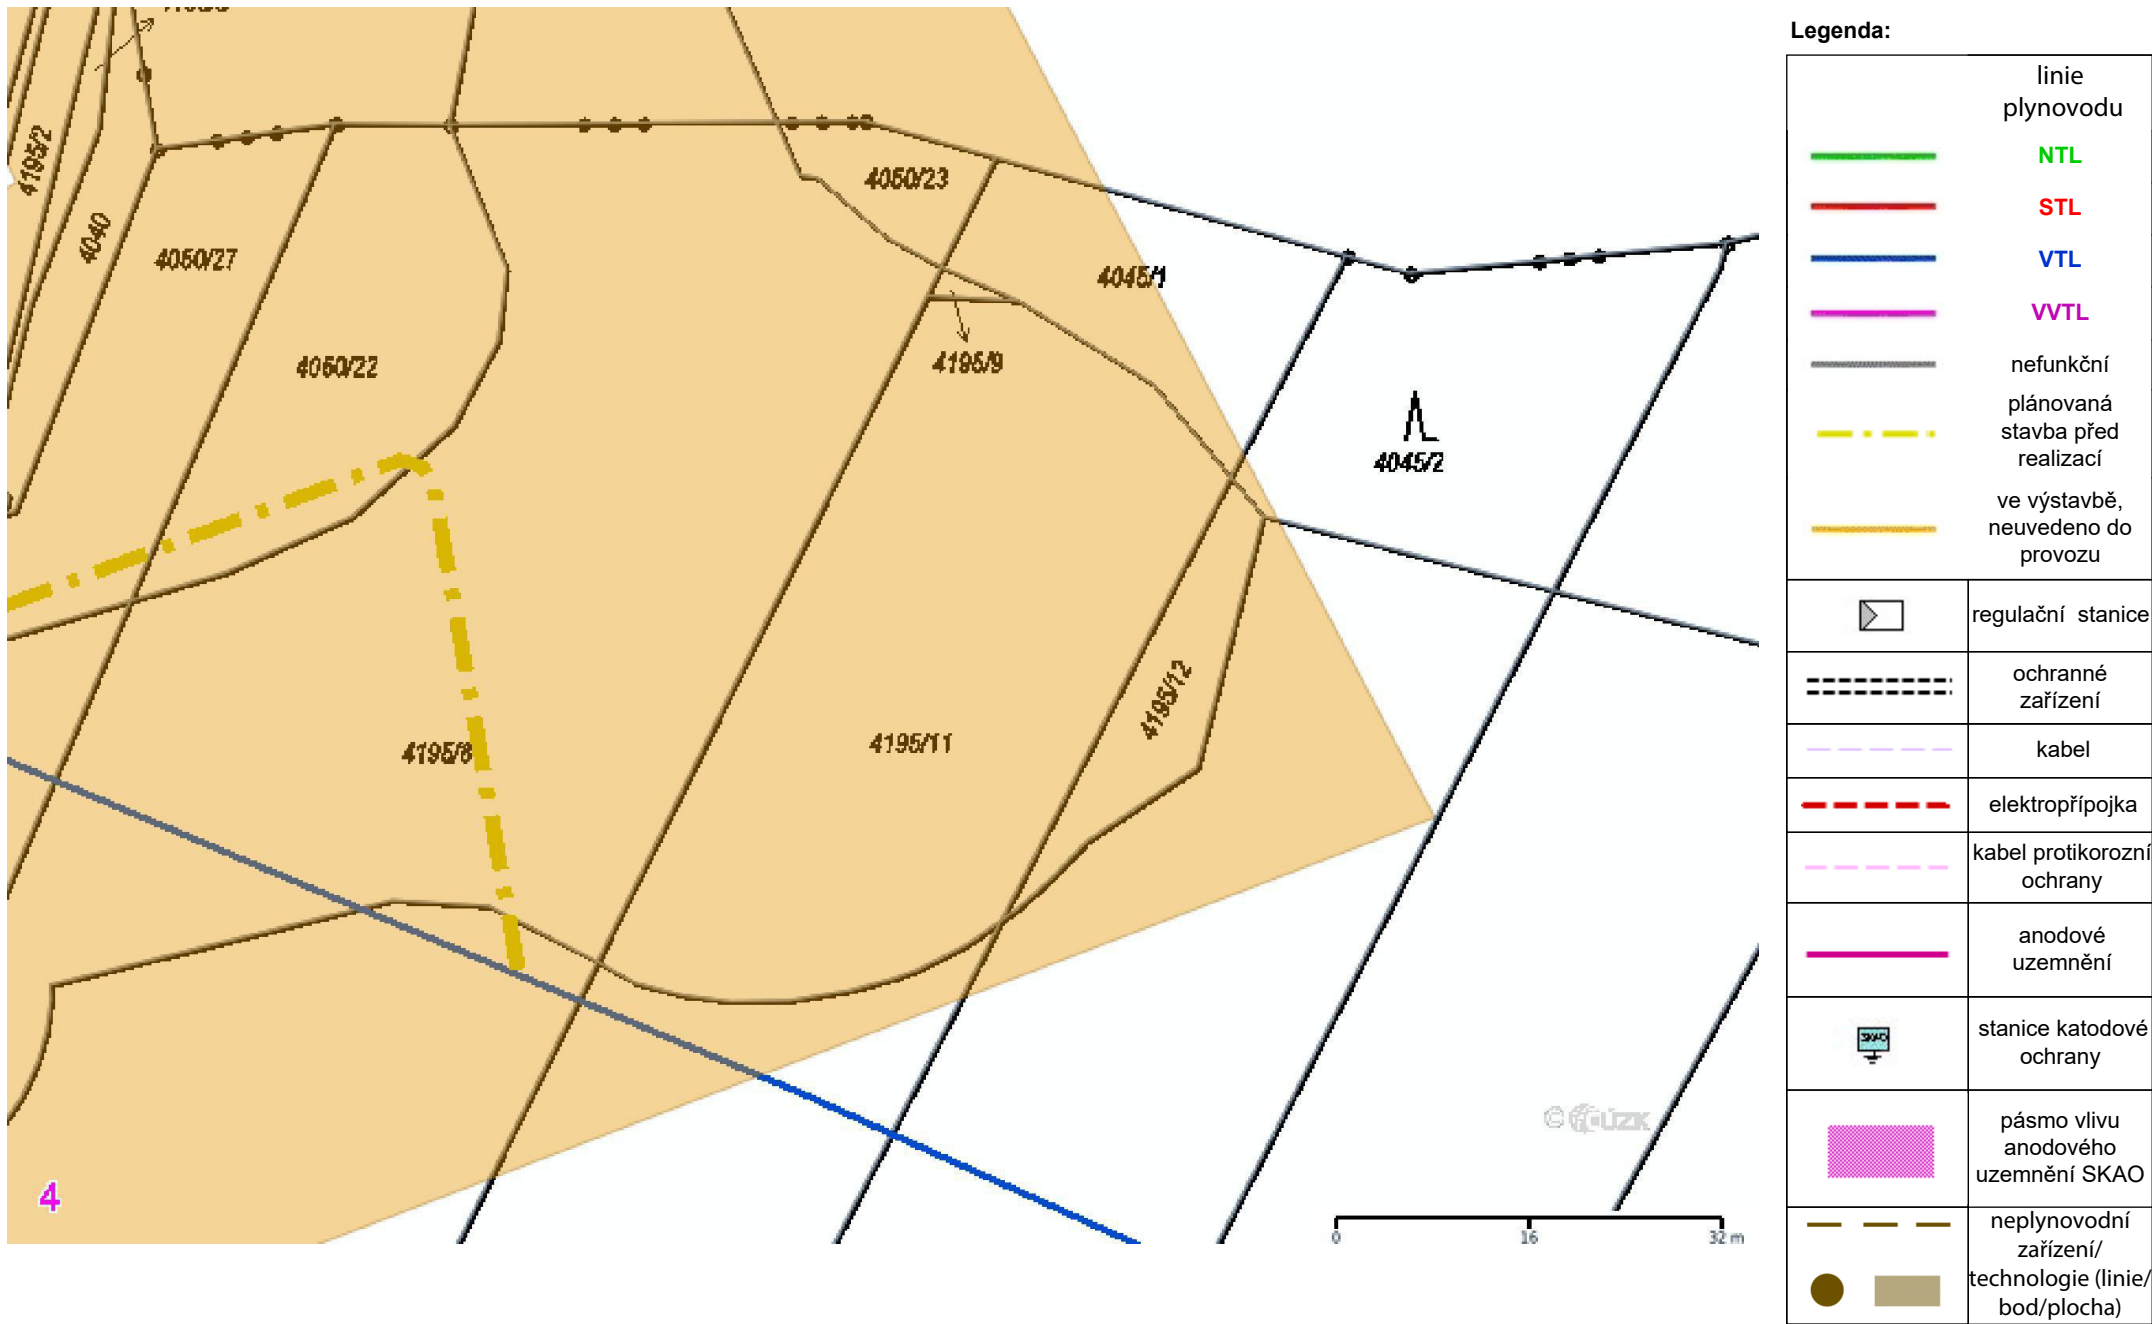 4195/2
4040
4050/27
4050/22
4050/23
4045/1
4195/9
4045/2
4195/8
4195/11
4195/12
4
©
ČÚZK
0
16
32 m
Legenda:
linie
plynovodu
NTL
STL
VTL
VVTL
nefunkční
plánovaná
stavba před
realizací
ve výstavbě,
neuvedeno do
provozu
regulační stanice
ochranné
zařízení
kabel
elektropřípojka
kabel protikorozní
ochrany
anodové
uzemnění
SKAO
stanice katodové
ochrany
pásmo vlivu
anodového
uzemnění SKAO
neplynovodní
zařízení/
technologie (linie/
bod/plocha)